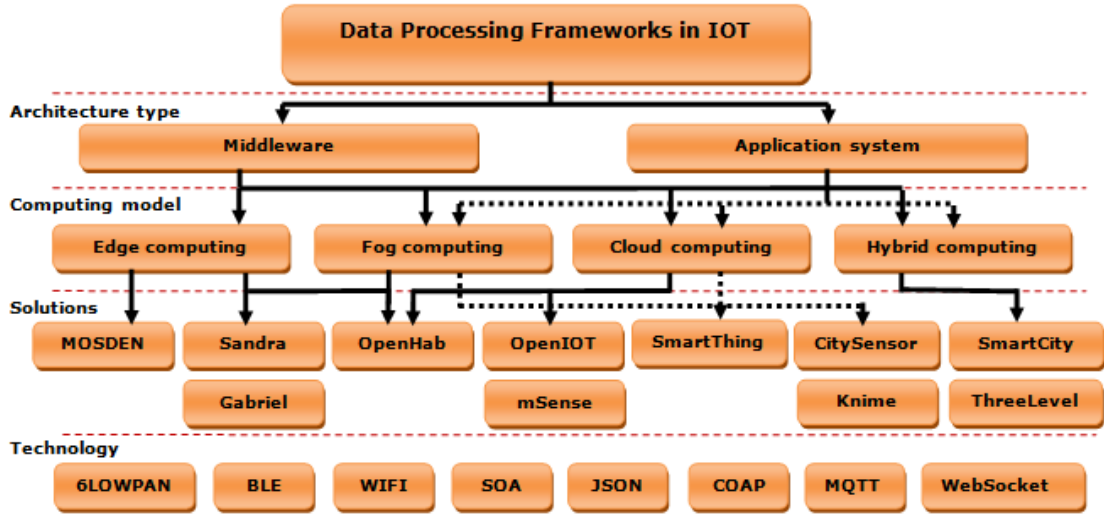 Data Processing Frameworks in IOT
Architecture type
Middleware
Application system
Computing model
Edge computing
Fog computing
Cloud computing
Hybrid computing
Solutions
MOSDEN
Sandra
OpenHab
OpenIOT
SmartThing
CitySensor
SmartCity
Gabriel
mSense
Knime
ThreeLevel
Technology
6LOWPAN
BLE
WIFI
SOA
JSON
COAP
MQTT
WebSocket